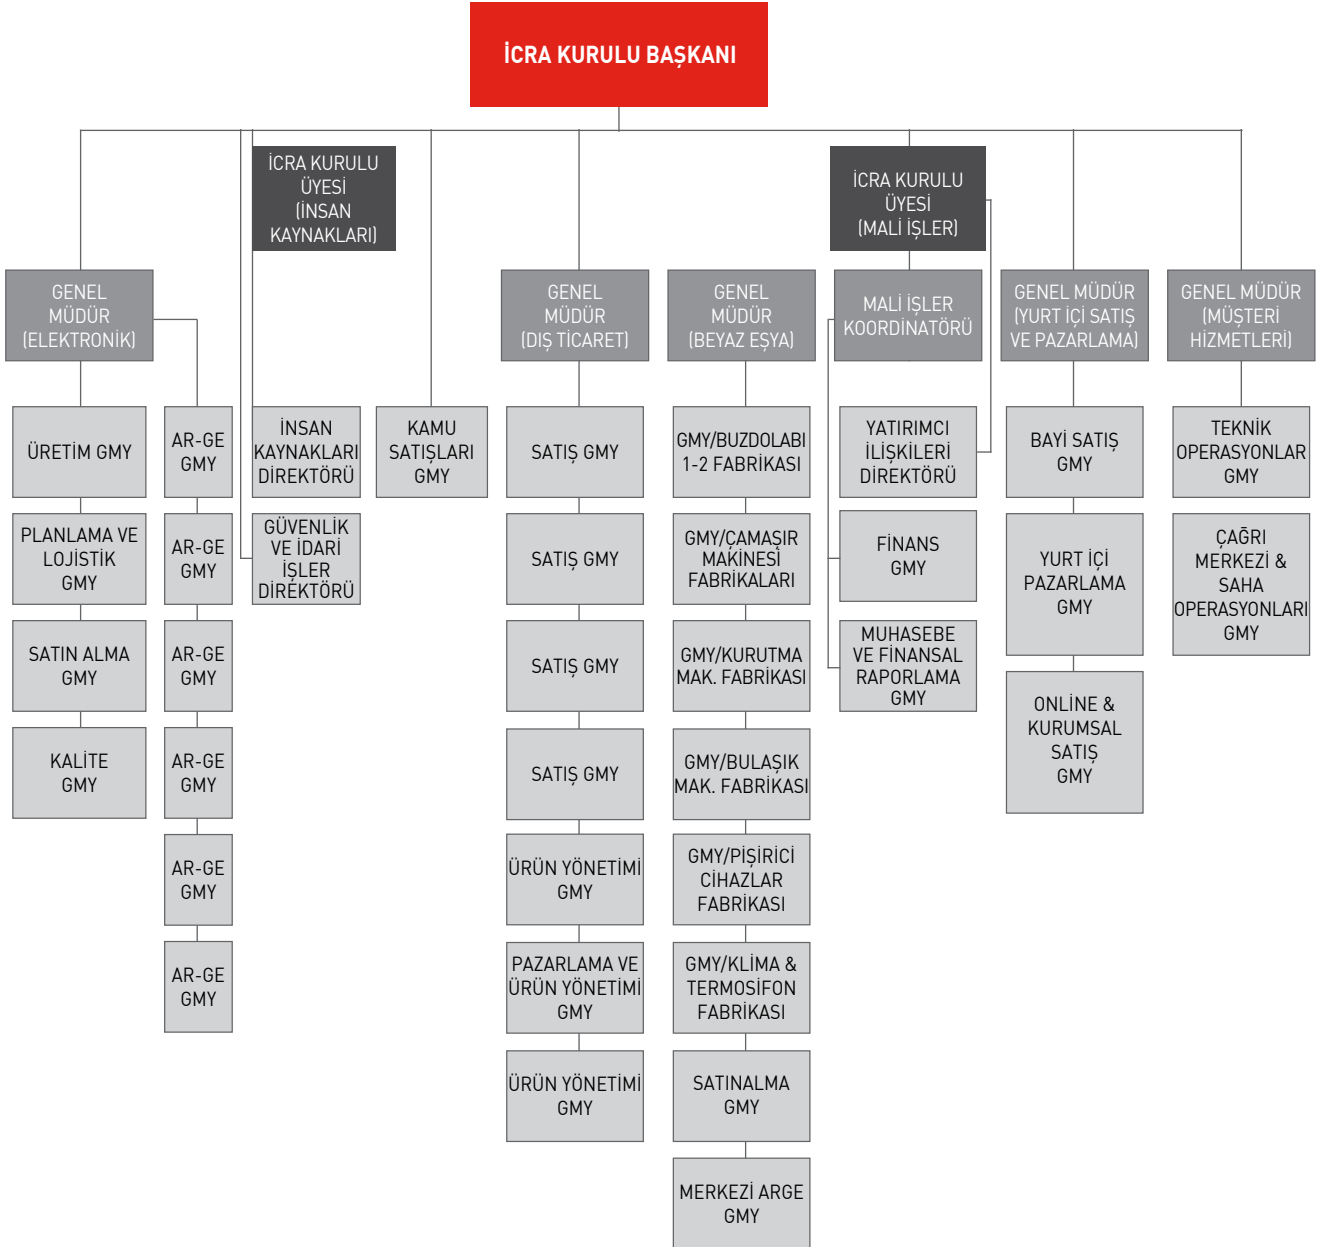 İCRA KURULU BAŞKANI
İCRA KURULU
ÜYESİ
(İNSAN
KAYNAKLARI)
İCRA KURULU
ÜYESİ
(MALİ İŞLER)
GENEL
MÜDÜR
(ELEKTRONİK)
GENEL
MÜDÜR
(DIŞ TİCARET)
GENEL
MÜDÜR
(BEYAZ EŞYA)
MALİ İŞLER
KOORDİNATÖRÜ
GENEL MÜDÜR
(YURT İÇİ SATIŞ
VE PAZARLAMA)
GENEL MÜDÜR
(MÜŞTERİ
HİZMETLERİ)
ÜRETİM GMY
PLANLAMA VE
LOJİSTİK
GMY
SATIN ALMA
GMY
KALİTE
GMY
AR-GE
GMY
AR-GE
GMY
AR-GE
GMY
AR-GE
GMY
AR-GE
GMY
AR-GE
GMY
İNSAN
KAYNAKLARI
DİREKTÖRÜ
GÜVENLİK
VE İDARİ
İŞLER
DİREKTÖRÜ
KAMU
SATIŞLARI
GMY
SATIŞ GMY
SATIŞ GMY
SATIŞ GMY
SATIŞ GMY
ÜRÜN YÖNETİMİ
GMY
PAZARLAMA VE
ÜRÜN YÖNETİMİ
GMY
ÜRÜN YÖNETİMİ
GMY
GMY/BUZDOLABI
1-2 FABRİKASI
GMY/ÇAMAŞIR
MAKİNESİ
FABRİKALARI
GMY/KURUTMA
MAK. FABRİKASI
GMY/BULAŞIK
MAK. FABRİKASI
GMY/PİŞİRİCİ
CİHAZLAR
FABRİKASI
GMY/KLİMA &
TERMOSİFON
FABRİKASI
SATINALMA
GMY
MERKEZİ ARGE
GMY
YATIRIMCI
İLİŞKİLERİ
DİREKTÖRÜ
FİNANS
GMY
MUHASEBE
VE FİNANSAL
RAPORLAMA
GMY
BAYİ SATIŞ
GMY
YURT İÇİ
PAZARLAMA
GMY
ONLİNE &
KURUMSAL
SATIŞ
GMY
TEKNİK
OPERASYONLAR
GMY
ÇAĞRI
MERKEZİ &
SAHA
OPERASYONLARI
GMY